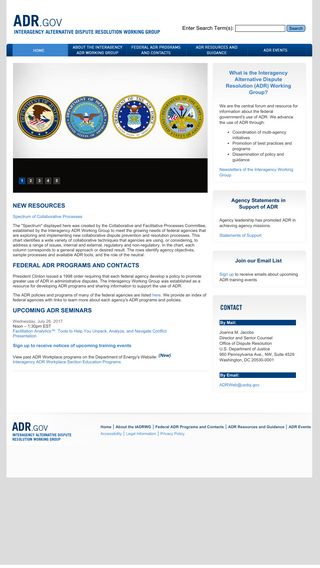 ADR.GOV
INTERAGENCY ALTERNATIVE DISPUTE RESOLUTION WORKING GROUP
Enter Search Term(s):
Search
HOME
ABOUT THE INTERAGENCY
ADR WORKING GROUP
FEDERAL ADR PROGRAMS
AND CONTACTS
ADR RESOURCES AND
GUIDANCE
ADR EVENTS
1 2 3 4 5
What is the Interagency
Alternative Dispute
Resolution (ADR) Working
Group?
We are the central forum and resource for
information about the federal
government's use of ADR. We advance
the use of ADR through:
• Coordination of multi-agency
initiatives
• Promotion of best practices and
programs
• Dissemination of policy and
guidance
Newsletters of the Interagency Working
Group
Agency Statements in
Support of ADR
Agency leadership has promoted ADR in
achieving agency missions.
Statements of Support
Join our Email List
Sign up to receive emails about upcoming
ADR training events
CONTACT
By Mail:
Joanna M. Jacobs
Director and Senior Counsel
Office of Dispute Resolution
U.S. Department of Justice
950 Pennsylvania Ave., NW, Suite 4529
Washington, DC 20530-0001
By Email:
ADRWeb@usdoj.gov
NEW RESOURCES
Spectrum of Collaborative Processes
The "Spectrum" displayed here was created by the Collaborative and Facilitative Processes Committee,
established by the Interagency ADR Working Group to meet the growing needs of federal agencies that
are exploring and implementing new collaborative dispute prevention and resolution processes. This
chart identifies a wide variety of collaborative techniques that agencies are using, or considering, to
address a range of issues, internal and external, regulatory and non-regulatory. In the chart, each
column corresponds to a general approach or desired result. The rows identify agency objectives,
sample processes and available ADR tools, and the role of the neutral.
FEDERAL ADR PROGRAMS AND CONTACTS
President Clinton issued a 1998 order requiring that each federal agency develop a policy to promote
greater use of ADR in administrative disputes. The Interagency Working Group was established as a
resource for developing ADR programs and sharing information to support the use of ADR.
The ADR policies and programs of many of the federal agencies are listed here. We provide an index of
federal agencies with links to learn more about each agency's ADR programs and policies.
UPCOMING ADR SEMINARS
Wednesday, July 26, 2017
Noon – 1:30pm EST
Facilitation Analytics™: Tools to Help You Unpack, Analyze, and Navigate Conflict
Presentation
Sign up to receive notices of upcoming training events
View past ADR Workplace programs on the Department of Energy's Website (New)
Interagency ADR Workplace Section Education Programs
ADR.GOV
INTERAGENCY ALTERNATIVE DISPUTE
RESOLUTION WORKING GROUP
Home | About the IADRWG | Federal ADR Programs and Contacts | ADR Resources and Guidance | ADR Events
Accessibility | Legal Information | Privacy Policy